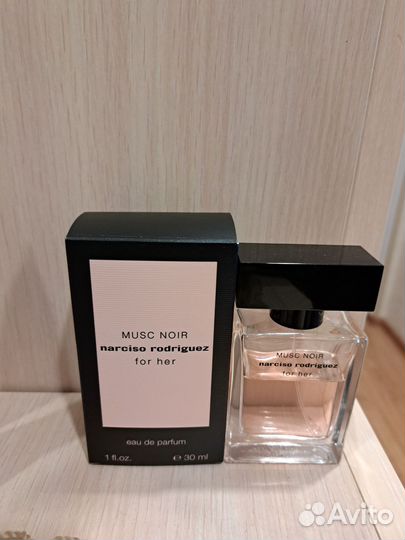 MUSC NOIR
narciso rodriguez
for her
eau de parfum
1 fl.oz. e 30 ml
MUSC NOIR
narciso rodriguez
for her
Avito